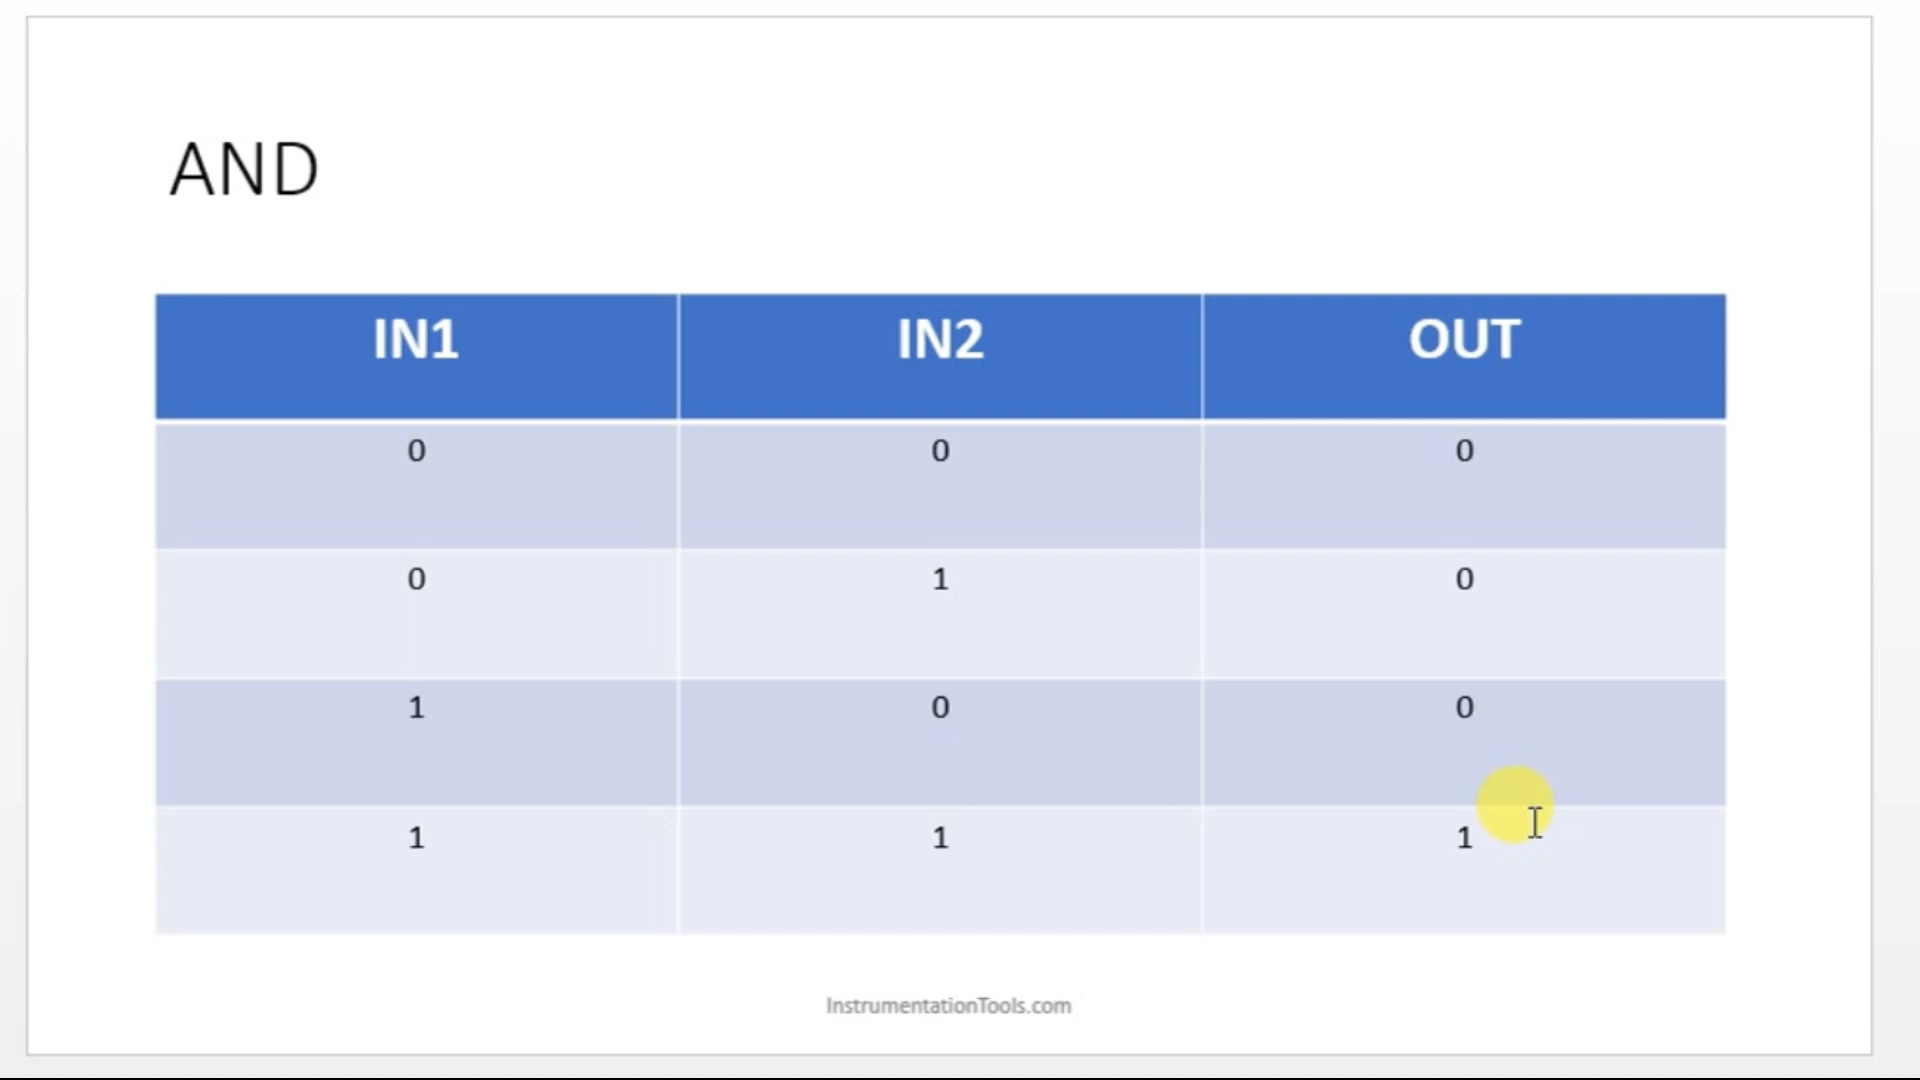 AND
IN1 IN2 OUT
0 0 0
0 1 0
1 0 0
1 1 1
InstrumentationTools.com